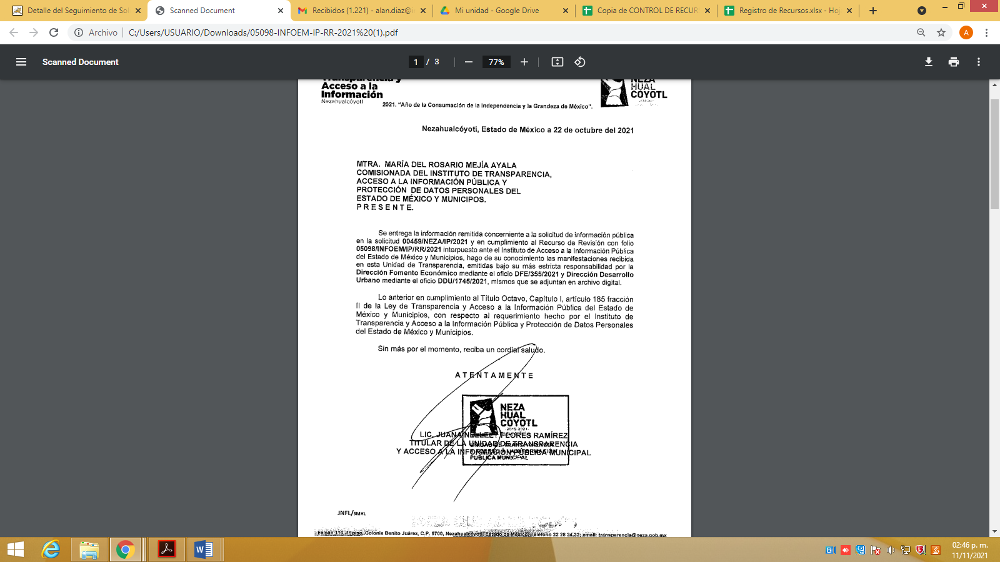 Detalle del Seguimiento de Sol
Scanned Document
Recibidos (1.221) - alan.diaz@i
Mi unidad - Google Drive
Copia de CONTROL DE RECUR
Registro de Recursos.xlsx - Hoj
Archivo
C:/Users/USUARIO/Downloads/05098-INFOEM-IP-RR-2021%20(1).pdf
A
Scanned Document
1 / 3
77%
Transparencia y
Acceso a la
Información
Nezahualcóyotl
NEZA
HUAL
COYOTL
2021. “Año de la Consumación de la Independencia y la Grandeza de México”.
Nezahualcóyotl, Estado de México a 22 de octubre del 2021
MTRA. MARÍA DEL ROSARIO MEJÍA AYALA
COMISIONADA DEL INSTITUTO DE TRANSPARENCIA,
ACCESO A LA INFORMACIÓN PÚBLICA Y
PROTECCIÓN DE DATOS PERSONALES DEL
ESTADO DE MÉXICO Y MUNICIPOS.
P R E S E N T E.
Se entrega la información remitida concerniente a la solicitud de información pública
en la solicitud 00459/NEZA/IP/2021 y en cumplimiento al Recurso de Revisión con folio
05098/INFOEM/IP/RR/2021 interpuesto ante el Instituto de Acceso a la Información Pública
del Estado de México y Municipios, hago de su conocimiento las manifestaciones recibida
en esta Unidad de Transparencia, emitidas bajo su más estricta responsabilidad por la
Dirección Fomento Económico mediante el oficio DFE/355/2021 y Dirección Desarrollo
Urbano mediante el oficio DDU/1745/2021, mismos que se adjuntan en archivo digital.
Lo anterior en cumplimiento al Título Octavo, Capítulo I, artículo 185 fracción
II de la Ley de Transparencia y Acceso a la Información Pública del Estado de
México y Municipios, con respecto al requerimiento hecho por el Instituto de
Transparencia y Acceso a la Información Pública y Protección de Datos Personales
del Estado de México y Municipios.
Sin más por el momento, reciba un cordial saludo.
A T E N T A M E N T E
NEZA
HUAL
COYOTL
-2019-2021-
LIC. JUANA NELLELY FLORES RAMÍREZ
TITULAR DE LA UNIDAD DE TRANSPARENCIA
UNIDAD DE TRANSPARENCIA
Y ACCESO A LA INFORMACIÓN PÚBLICA MUNICIPAL
Y ACCESO A LA INFORMACIÓN
PÚBLICA MUNICIPAL
JNFL/SMHL
Faisán 110, 1° piso, Colonia Benito Juárez, C.P. 5700, Nezahualcóyotl, Estado de México, Teléfono 22 28 24,32; email: transparencia@neza.gob.mx
02:46 p. m.
11/11/2021